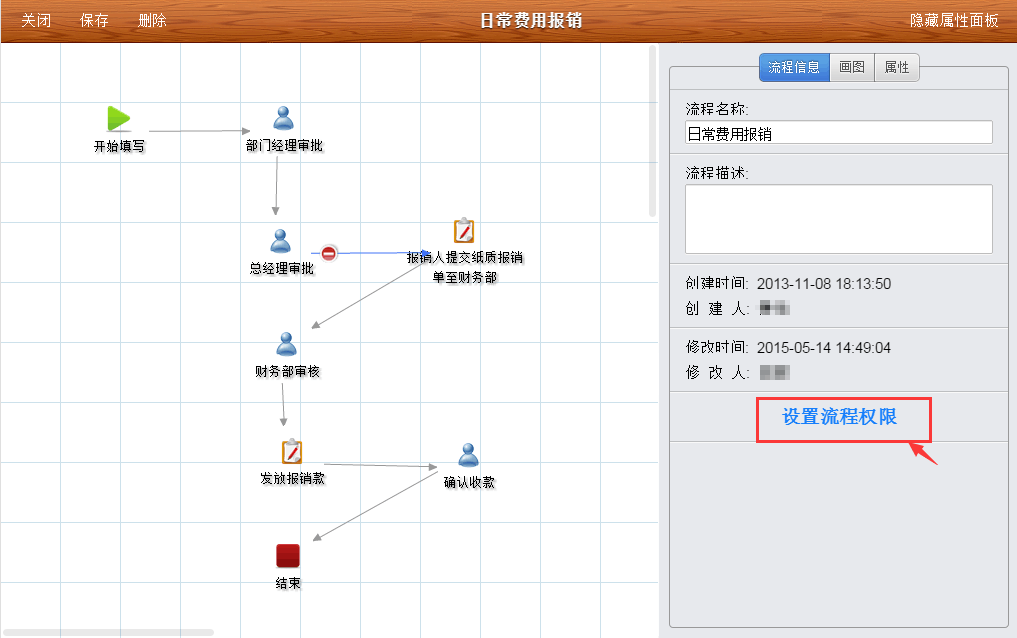 关闭 保存 删除 日常费用报销 隐藏属性面板
流程信息 画图 属性
流程名称:
日常费用报销
流程描述:
创建时间: 2013-11-08 18:13:50
创 建 人:
修改时间: 2015-05-14 14:49:04
修 改 人:
设置流程权限
开始填写
部门经理审批
总经理审批
报销人提交纸质报销
单至财务部
财务部审核
发放报销款
确认收款
结束